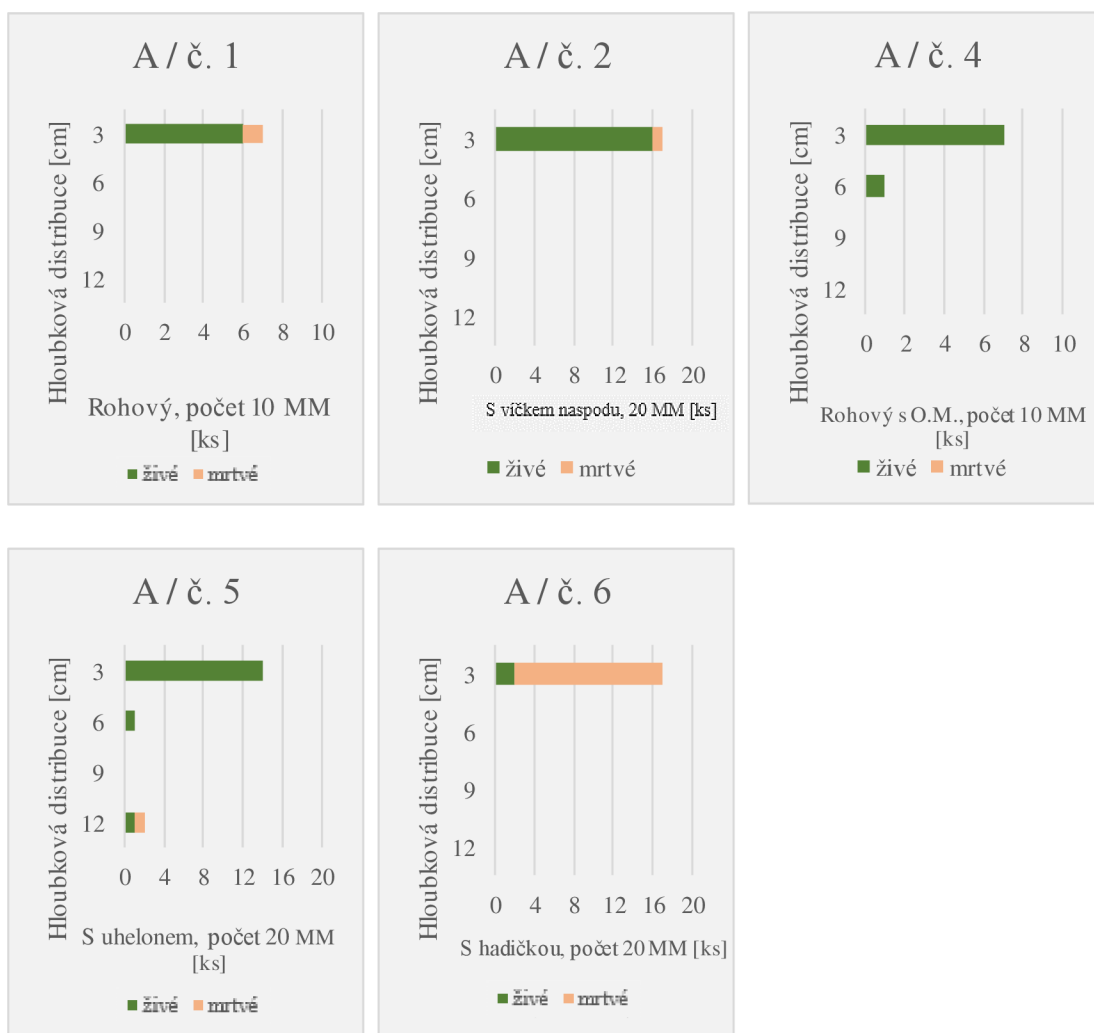 A / č. 1
Hloubková distribuce [cm]
3
6
9
12
0 2 4 6 8 10
Rohový, počet 10 MM
[ks]
živé mrtvé
A / č. 2
Hloubková distribuce [cm]
3
6
9
12
0 4 8 12 16 20
S víčkem naspodu, 20 MM [ks]
živé mrtvé
A / č. 4
Hloubková distribuce [cm]
3
6
9
12
0 2 4 6 8 10
Rohový s O.M., počet 10 MM
[ks]
živé mrtvé
A / č. 5
Hloubková distribuce [cm]
3
6
9
12
0 4 8 12 16 20
S uhelonem, počet 20 MM
[ks]
živé mrtvé
A / č. 6
Hloubková distribuce [cm]
3
6
9
12
0 4 8 12 16 20
S hadičkou, počet 20 MM [ks]
živé mrtvé